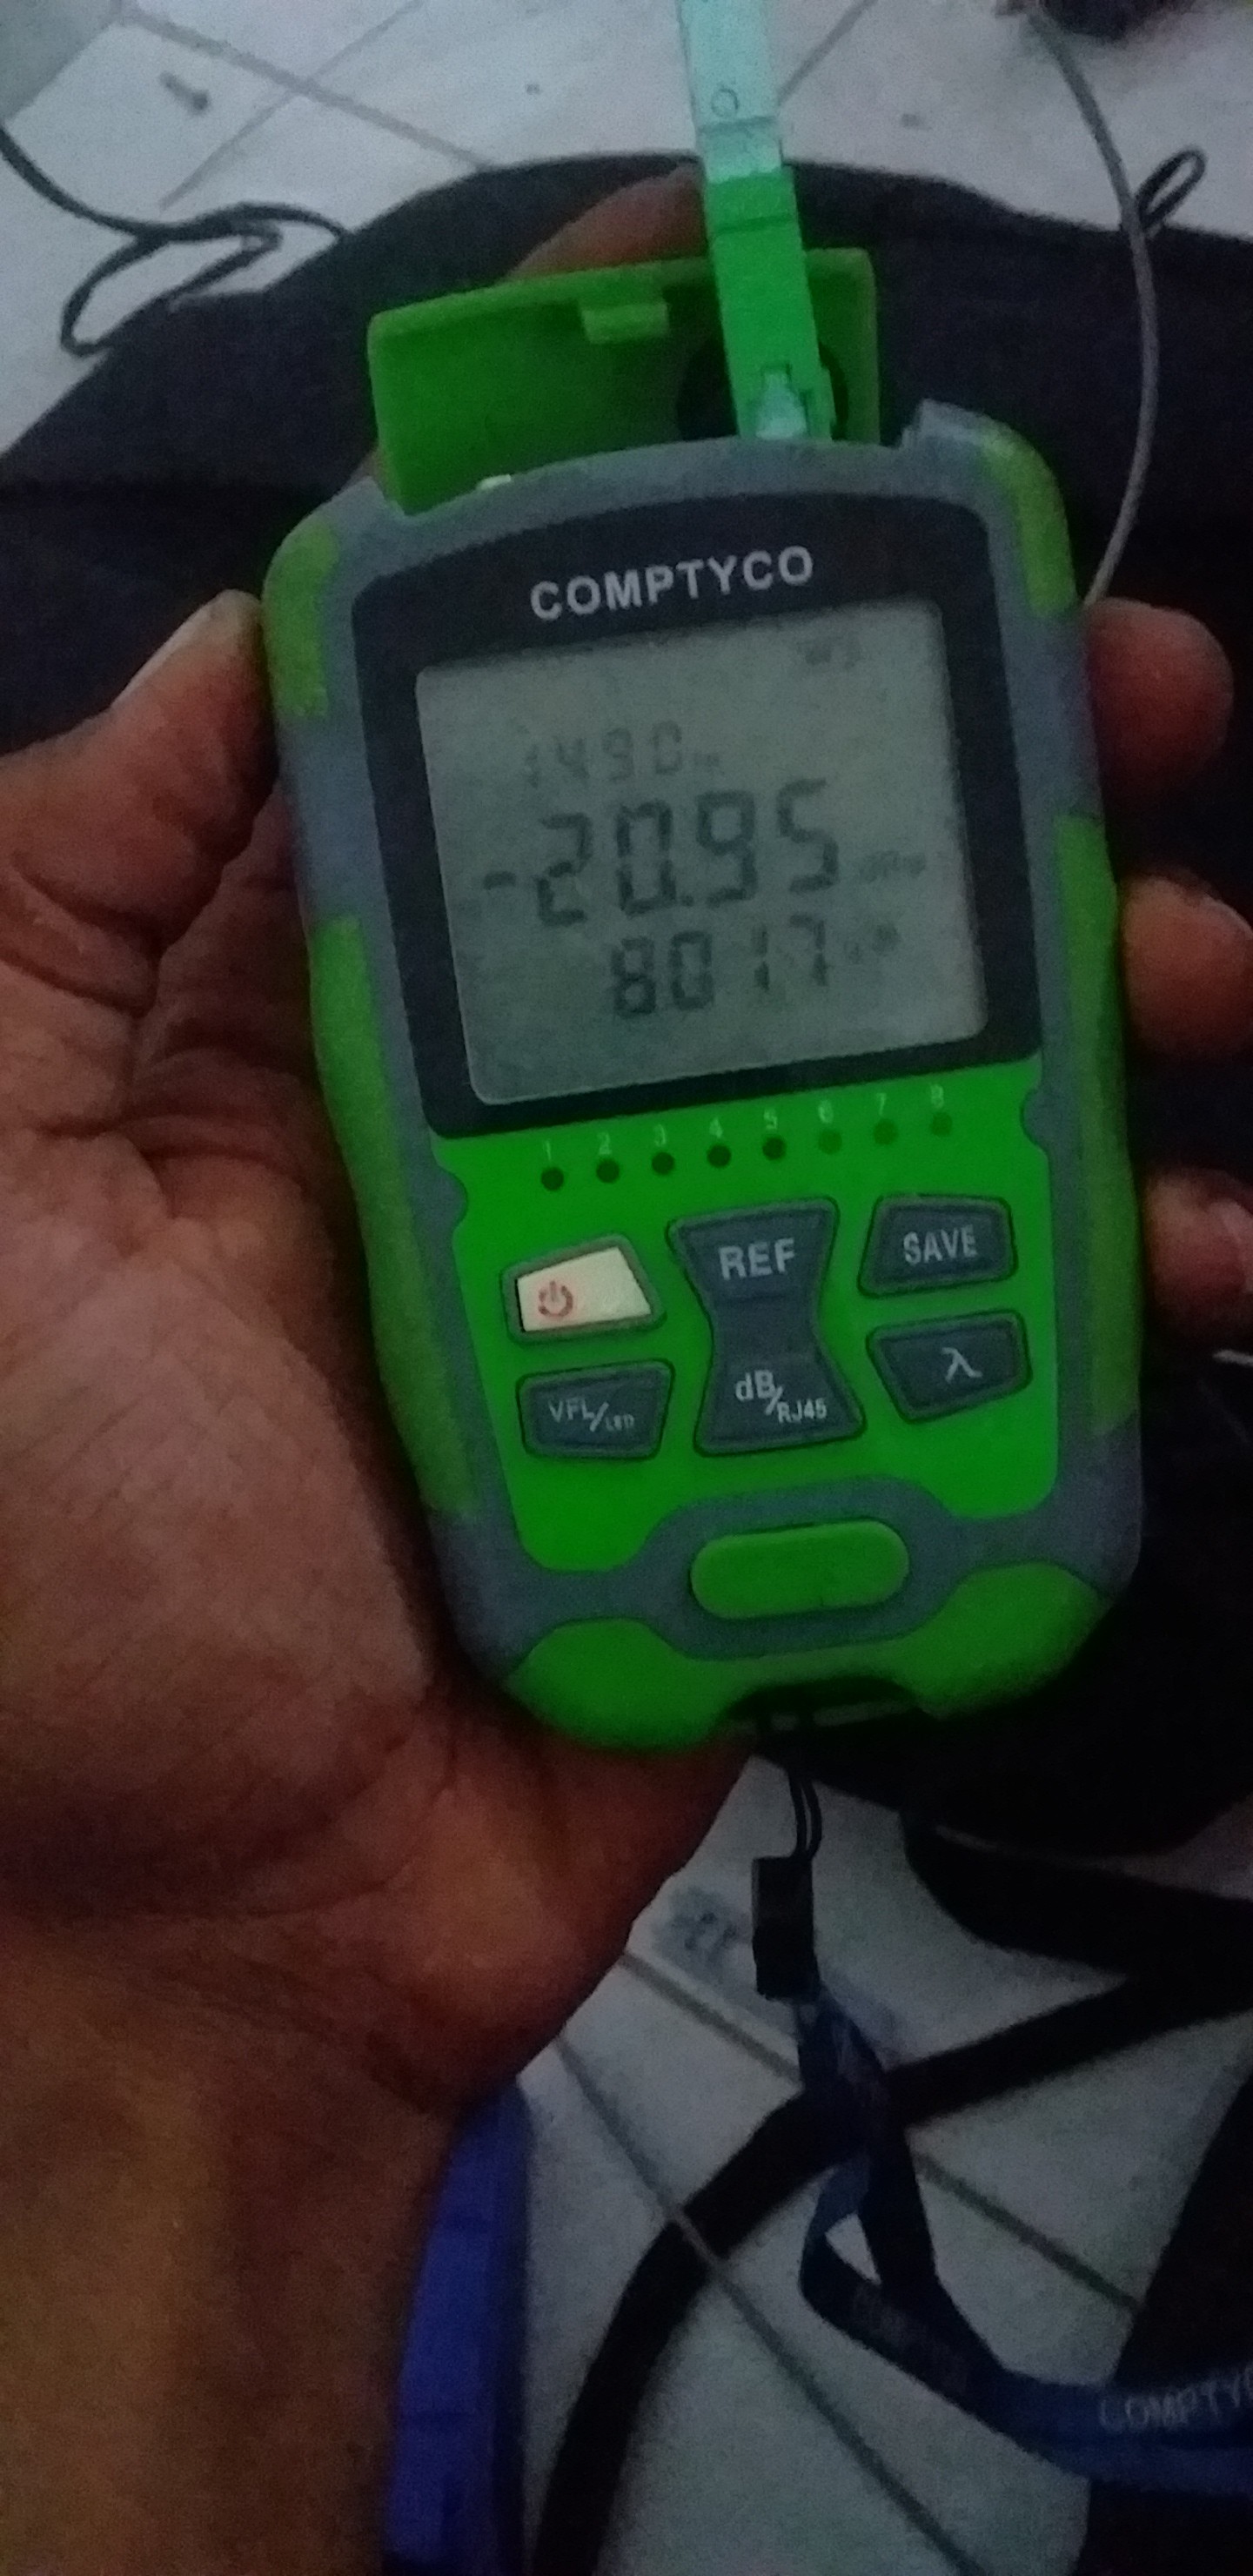 COMPTYCO
1490
-20.95
80 17
1 2 3 4 5 6 7 8
REF
SAVE
VFL/LED
dB/RJ45
λ
COMPTYCO